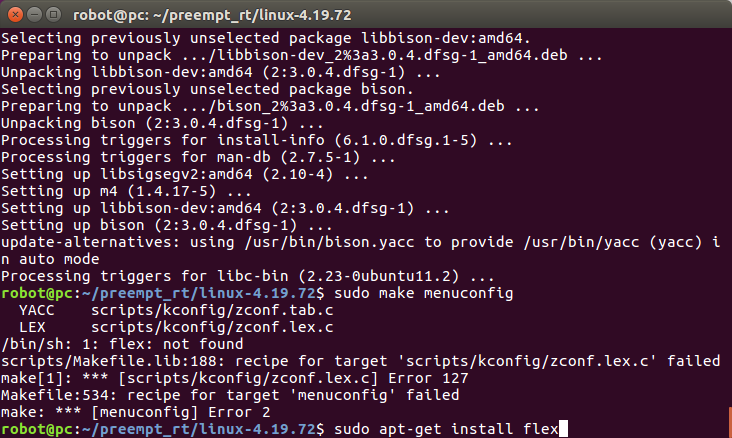 robot@pc: ~/preempt_rt/linux-4.19.72
Selecting previously unselected package libbison-dev:amd64.
Preparing to unpack .../libbison-dev_2%3a3.0.4.dfsg-1_amd64.deb ...
Unpacking libbison-dev:amd64 (2:3.0.4.dfsg-1) ...
Selecting previously unselected package bison.
Preparing to unpack .../bison_2%3a3.0.4.dfsg-1_amd64.deb ...
Unpacking bison (2:3.0.4.dfsg-1) ...
Processing triggers for install-info (6.1.0.dfsg.1-5) ...
Processing triggers for man-db (2.7.5-1) ...
Setting up libsigsegv2:amd64 (2.10-4) ...
Setting up m4 (1.4.17-5) ...
Setting up libbison-dev:amd64 (2:3.0.4.dfsg-1) ...
Setting up bison (2:3.0.4.dfsg-1) ...
update-alternatives: using /usr/bin/bison.yacc to provide /usr/bin/yacc (yacc) i
n auto mode
Processing triggers for libc-bin (2.23-0ubuntu11.2) ...
robot@pc:~/preempt_rt/linux-4.19.72$ sudo make menuconfig
  YACC    scripts/kconfig/zconf.tab.c
  LEX     scripts/kconfig/zconf.lex.c
/bin/sh: 1: flex: not found
scripts/Makefile.lib:188: recipe for target 'scripts/kconfig/zconf.lex.c' failed
make[1]: *** [scripts/kconfig/zconf.lex.c] Error 127
Makefile:534: recipe for target 'menuconfig' failed
make: *** [menuconfig] Error 2
robot@pc:~/preempt_rt/linux-4.19.72$ sudo apt-get install flex